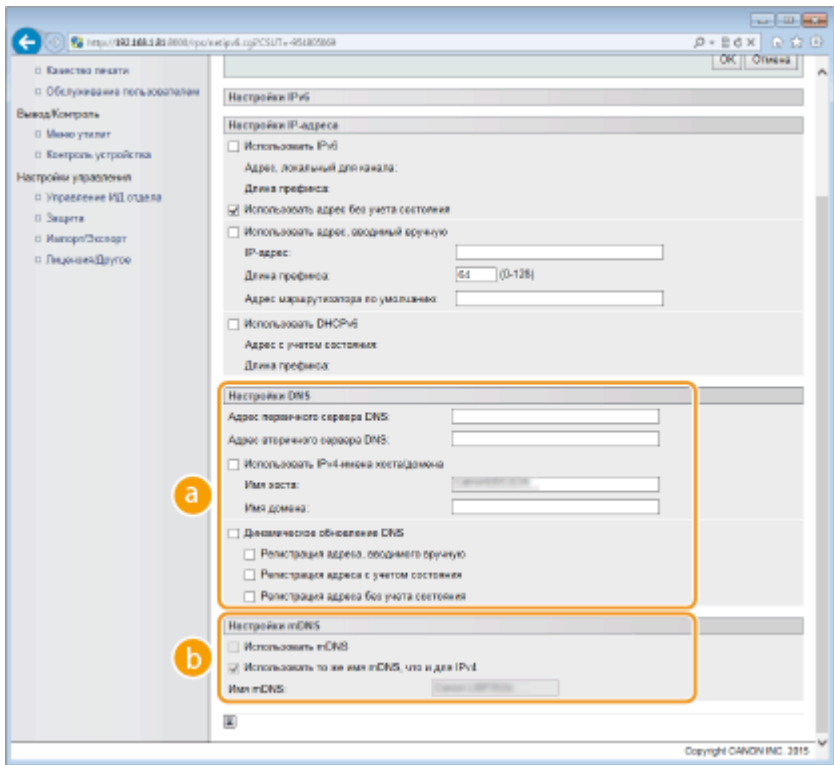 OK Отмена
Качество печати
Обслуживание пользователем
Вывод/Контроль
Меню утилит
Контроль устройства
Настройки управления
Управление ИД отдела
Защита
Импорт/Экспорт
Лицензия/Другое
Настройки IPv6
Настройки IP-адреса
Использовать IPv6
Адрес, локальный для канала:
Длина префикса:
Использовать адрес без учета состояния
Использовать адрес, вводимый вручную
IP-адрес:
Длина префикса: 64 (0-128)
Адрес маршрутизатора по умолчанию:
Использовать DHCPv6
Адрес с учетом состояния:
Длина префикса:
a
Настройки DNS
Адрес первичного сервера DNS:
Адрес вторичного сервера DNS:
Использовать IPv4-имена хоста/домена
Имя хоста:
Имя домена:
Динамическое обновление DNS
Регистрация адреса, вводимого вручную
Регистрация адреса с учетом состояния
Регистрация адреса без учета состояния
b
Настройки mDNS
Использовать mDNS
Использовать то же имя mDNS, что и для IPv4
Имя mDNS:
Copyright CANON INC. 2015